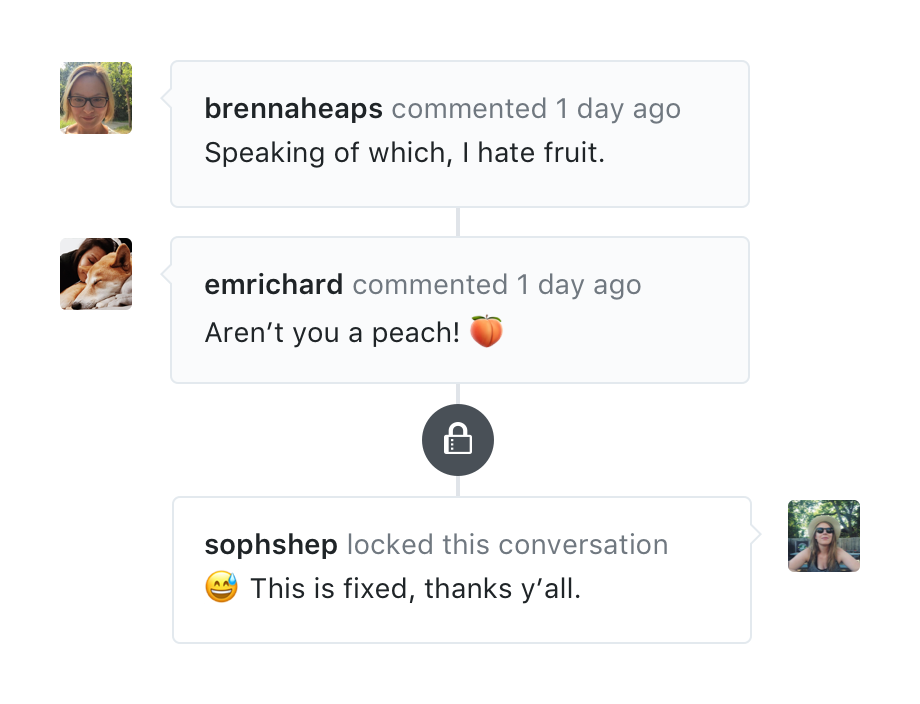 brennaheaps commented 1 day ago
Speaking of which, I hate fruit.
emrichard commented 1 day ago
Aren’t you a peach! 🍑
sophshep locked this conversation
😅 This is fixed, thanks y’all.